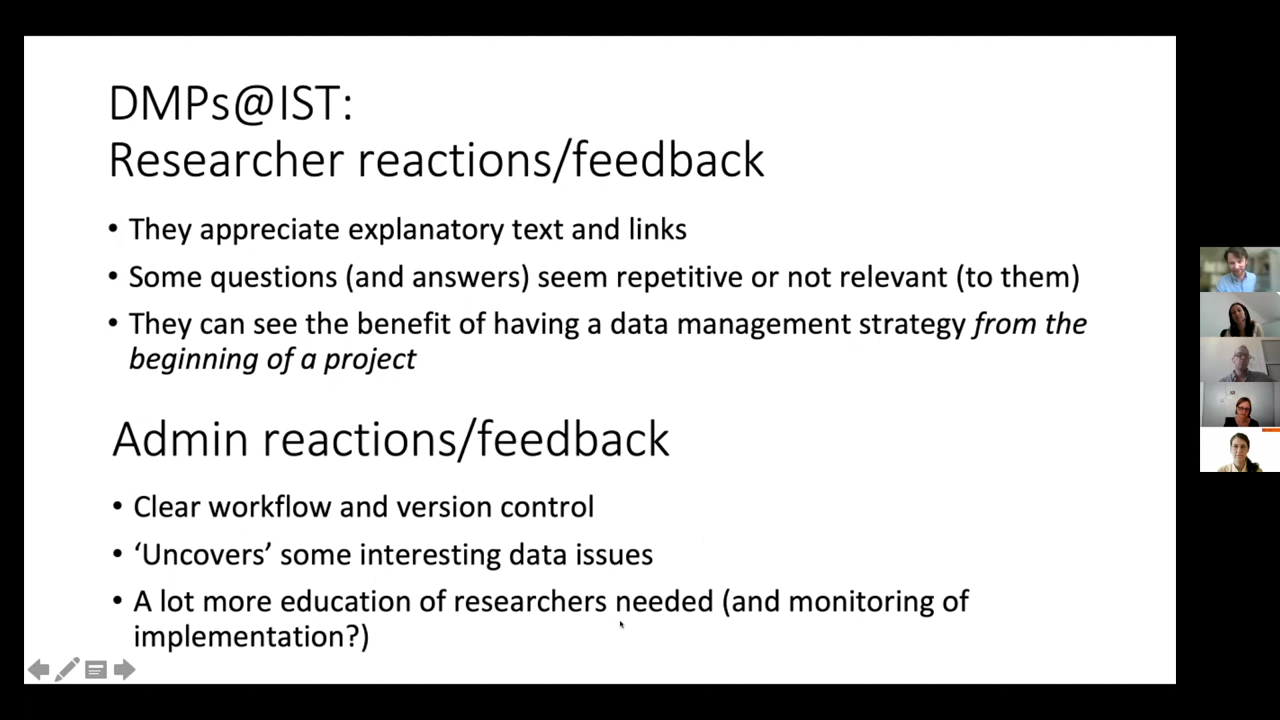 DMPs@IST:
Researcher reactions/feedback
• They appreciate explanatory text and links
• Some questions (and answers) seem repetitive or not relevant (to them)
• They can see the benefit of having a data management strategy from the
beginning of a project
Admin reactions/feedback
• Clear workflow and version control
• ‘Uncovers’ some interesting data issues
• A lot more education of researchers needed (and monitoring of
implementation?)